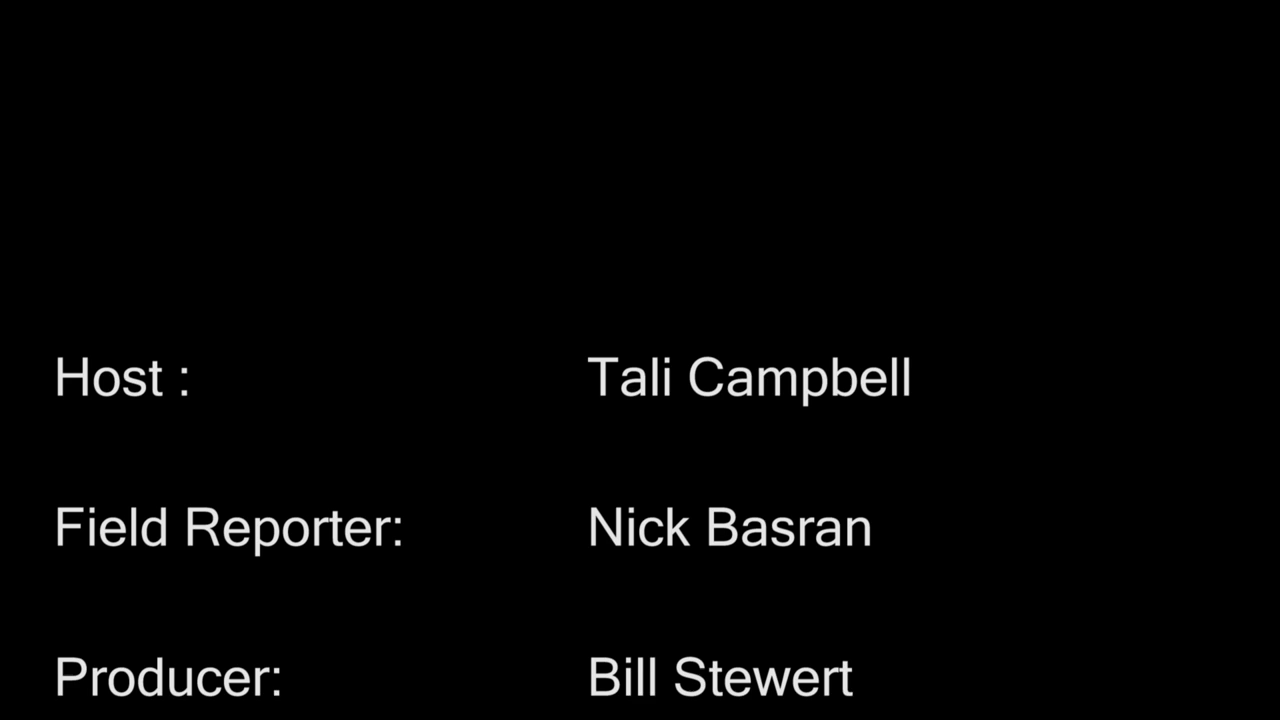 Host : Tali Campbell
Field Reporter: Nick Basran
Producer: Bill Stewert